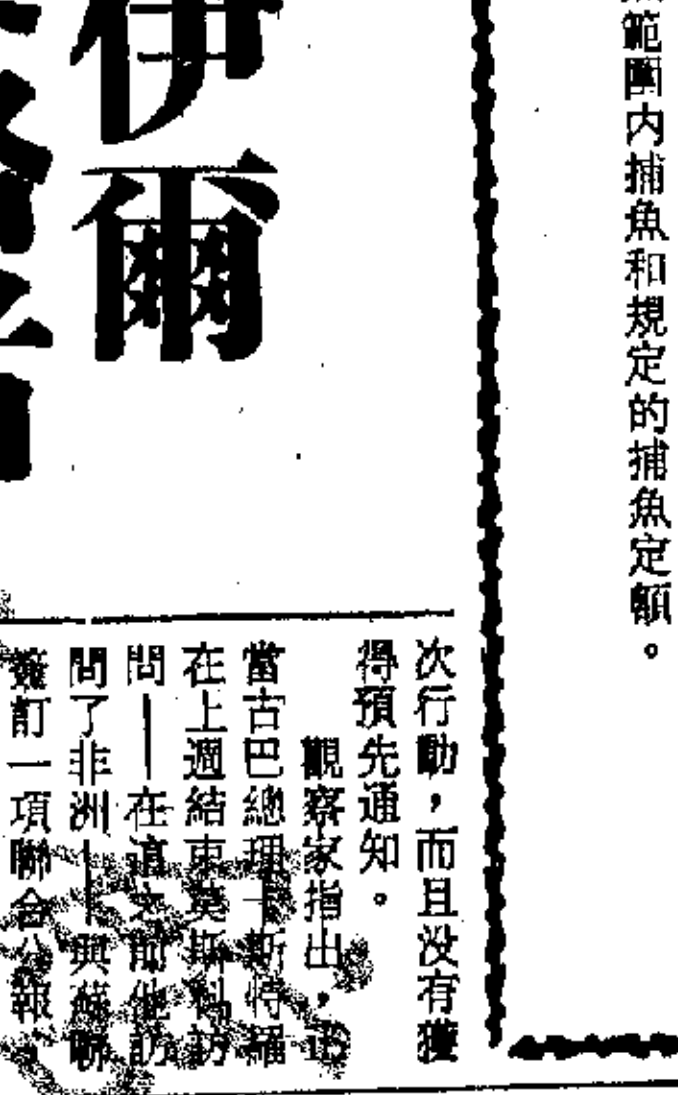 範圍内捕魚和規定的捕魚定額。
伊爾
次行動，而且没有獲
得預先通知。
觀察家指出，
當古巴總理卡斯特羅
在上週結束莫斯科訪
問——在這之前他訪
問了非洲——與蘇聯
簽訂一項聯合公報，